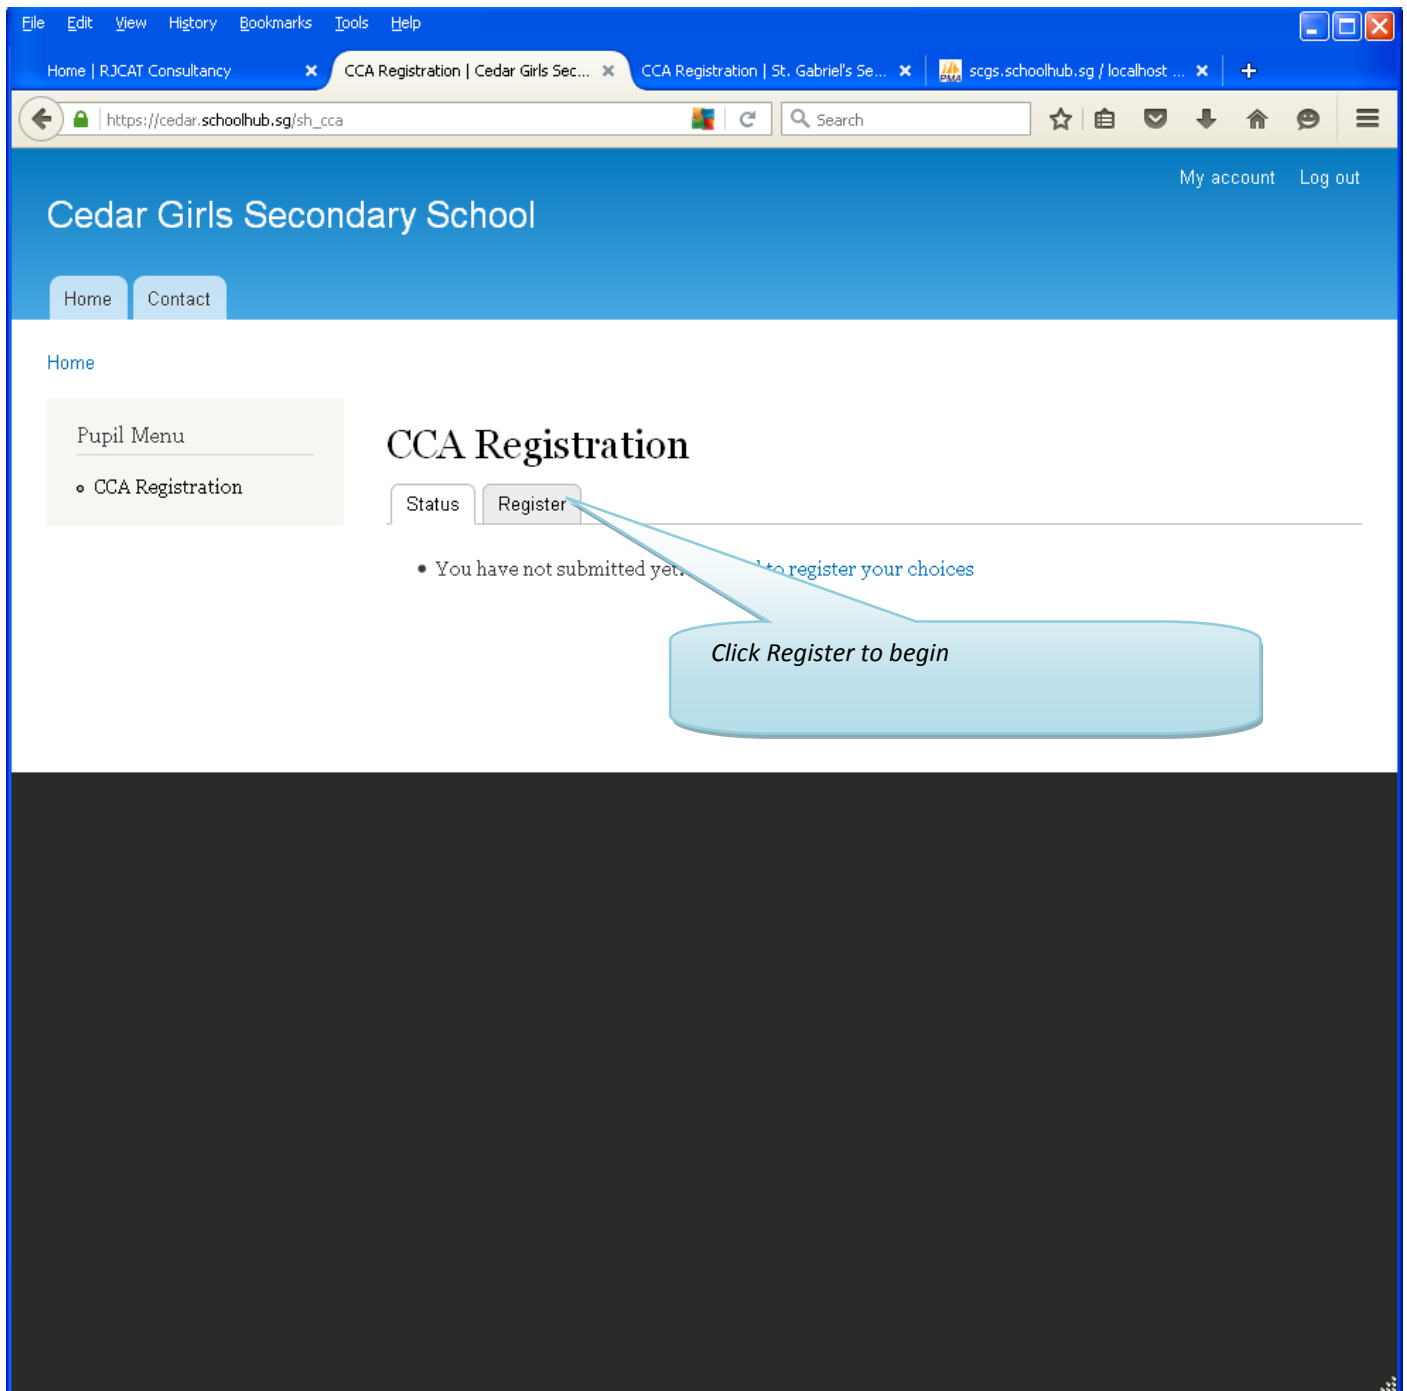 File Edit View History Bookmarks Tools Help
Home | RJCAT Consultancy CCA Registration | Cedar Girls Sec... CCA Registration | St. Gabriel's Se... PMA scgs.schoolhub.sg / localhost ...
https://cedar.schoolhub.sg/sh_cca Search
My account Log out
Cedar Girls Secondary School
Home Contact
Home
Pupil Menu
CCA Registration
CCA Registration
Status Register
You have not submitted yet. to register your choices
Click Register to begin